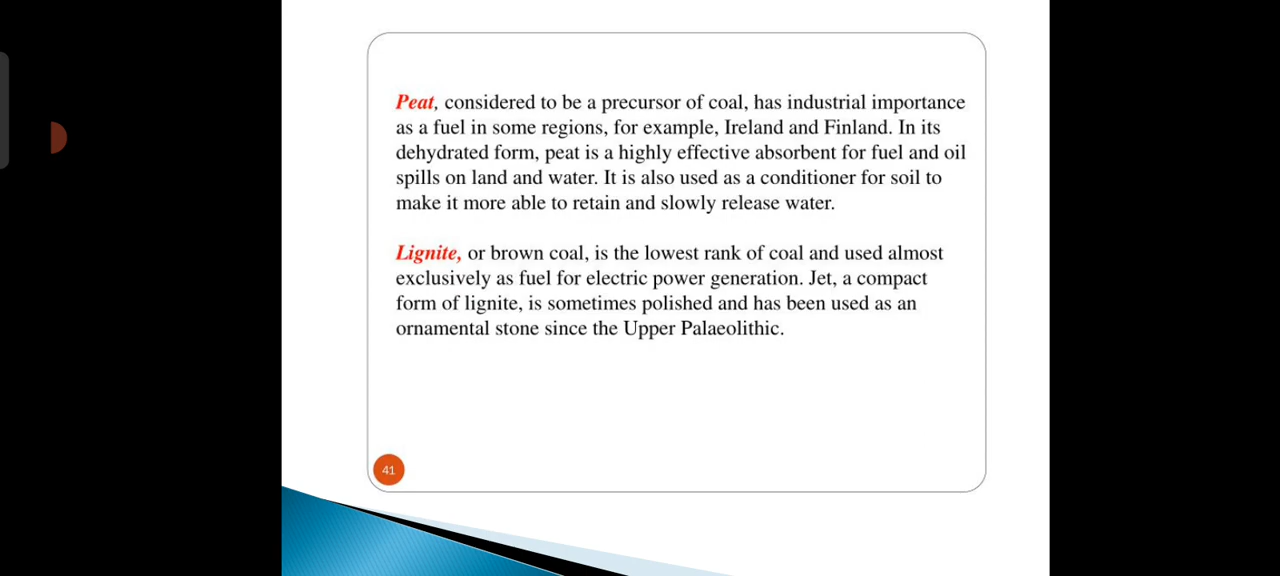 Peat, considered to be a precursor of coal, has industrial importance
as a fuel in some regions, for example, Ireland and Finland. In its
dehydrated form, peat is a highly effective absorbent for fuel and oil
spills on land and water. It is also used as a conditioner for soil to
make it more able to retain and slowly release water.
Lignite, or brown coal, is the lowest rank of coal and used almost
exclusively as fuel for electric power generation. Jet, a compact
form of lignite, is sometimes polished and has been used as an
ornamental stone since the Upper Palaeolithic.
41